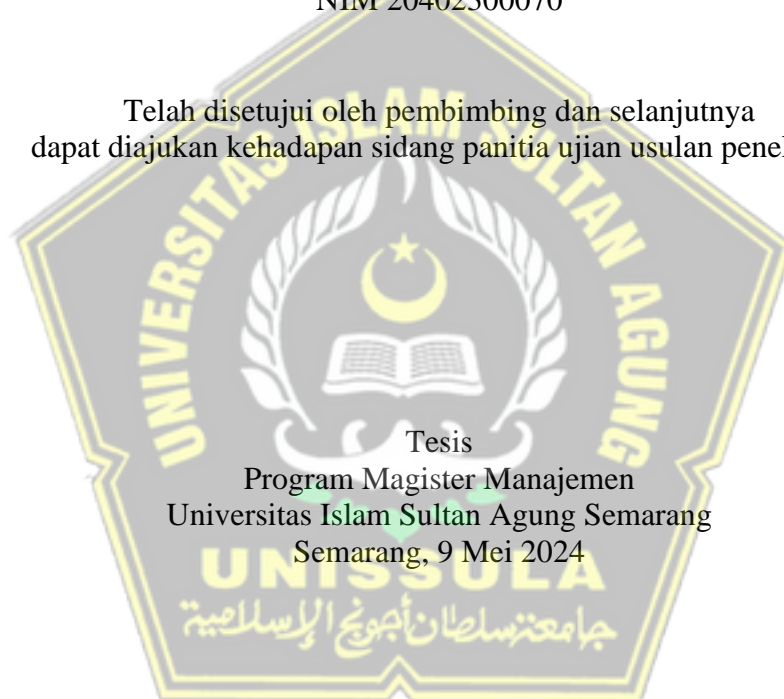 NIM 20402300070
Telah disetujui oleh pembimbing dan selanjutnya
dapat diajukan kehadapan sidang panitia ujian usulan
UNIVERSITAS ISLAM SULTAN AGUNG
Tesis
Program Magister Manajemen
Universitas Islam Sultan Agung Semarang
Semarang, 9 Mei 2024
UNISSULA
جامعة سلطان أجونج الإسلامية